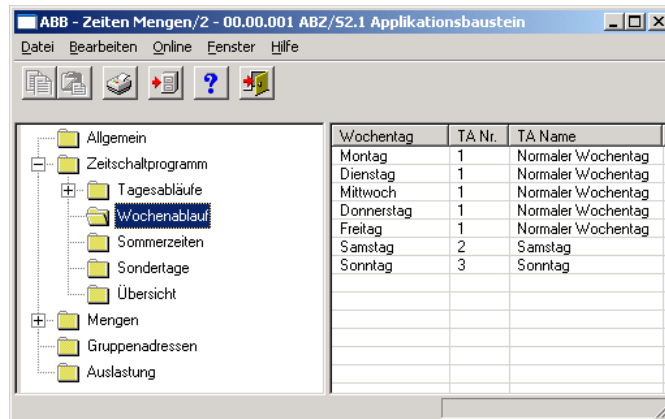 ABB - Zeiten Mengen/2 - 00.00.001 ABZ/S2.1 Applikationsbaustein
Datei Bearbeiten Online Fenster Hilfe
Allgemein
Zeitschaltprogramm
Tagesabläufe
Wochenablauf
Sommerzeiten
Sondertage
Übersicht
Mengen
Gruppenadressen
Auslastung
Wochentag TA Nr. TA Name
Montag 1 Normaler Wochentag
Dienstag 1 Normaler Wochentag
Mittwoch 1 Normaler Wochentag
Donnerstag 1 Normaler Wochentag
Freitag 1 Normaler Wochentag
Samstag 2 Samstag
Sonntag 3 Sonntag